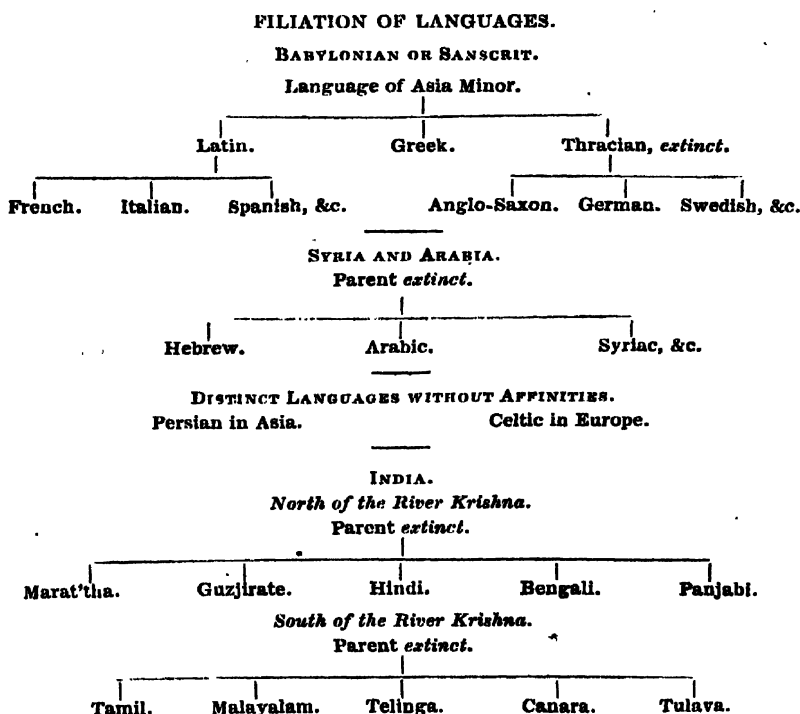 FILIATION OF LANGUAGES.
BABYLONIAN OR SANSCRIT.
Language of Asia Minor.
Latin. Greek. Thracian, extinct.
French. Italian. Spanish, &c. Anglo-Saxon. German. Swedish, &c.
SYRIA AND ARABIA.
Parent extinct.
Hebrew. Arabic. Syriac, &c.
DISTINCT LANGUAGES WITHOUT AFFINITIES.
Persian in Asia. Celtic in Europe.
INDIA.
North of the River Krishna.
Parent extinct.
Marat'tha. Guzjirate. Hindi. Bengali. Panjabi.
South of the River Krishna.
Parent extinct.
Tamil. Malayalam. Telinga. Canara. Tulava.